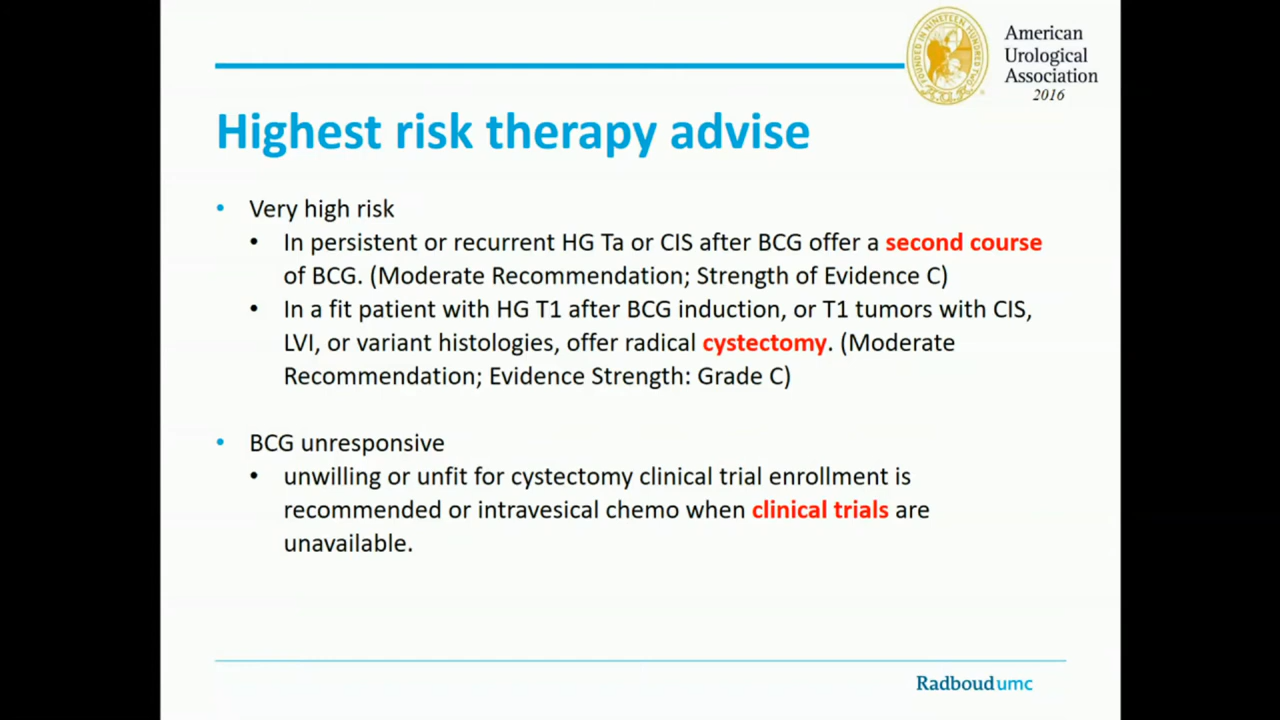 American
Urological
Association
2016
Highest risk therapy advise
• Very high risk
• In persistent or recurrent HG Ta or CIS after BCG offer a second course
of BCG. (Moderate Recommendation; Strength of Evidence C)
• In a fit patient with HG T1 after BCG induction, or T1 tumors with CIS,
LVI, or variant histologies, offer radical cystectomy. (Moderate
Recommendation; Evidence Strength: Grade C)
• BCG unresponsive
• unwilling or unfit for cystectomy clinical trial enrollment is
recommended or intravesical chemo when clinical trials are
unavailable.
Radboudumc